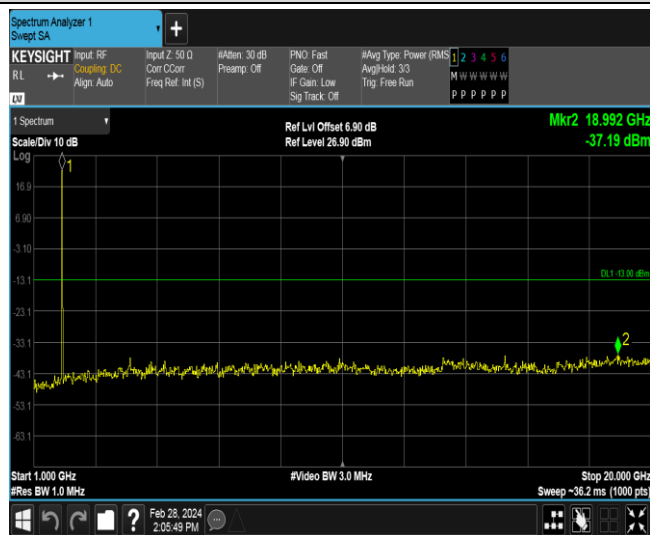 Spectrum Analyzer 1
Swept SA
+
KEYSIGHT
RL
LXI
Input: RF
Coupling: DC
Align: Auto
Input Z: 50 Ω
Corr CCorr
Freq Ref: Int (S)
#Atten: 30 dB
Preamp: Off
PNO: Fast
Gate: Off
IF Gain: Low
Sig Track: Off
#Avg Type: Power (RMS
Avg|Hold: 3/3
Trig: Free Run
1 2 3 4 5 6
M W W W W W
P P P P P P
1 Spectrum
Scale/Div 10 dB
Ref Lvl Offset 6.90 dB
Ref Level 26.90 dBm
Mkr2 18.992 GHz
-37.19 dBm
Log
1
16.9
6.90
-3.10
-13.1
DL1 -13.00 dBm
-23.1
-33.1
2
-43.1
-53.1
-63.1
Start 1.000 GHz
#Video BW 3.0 MHz
Stop 20.000 GHz
#Res BW 1.0 MHz
Sweep ~36.2 ms (1000 pts)
?
Feb 28, 2024
2:05:49 PM